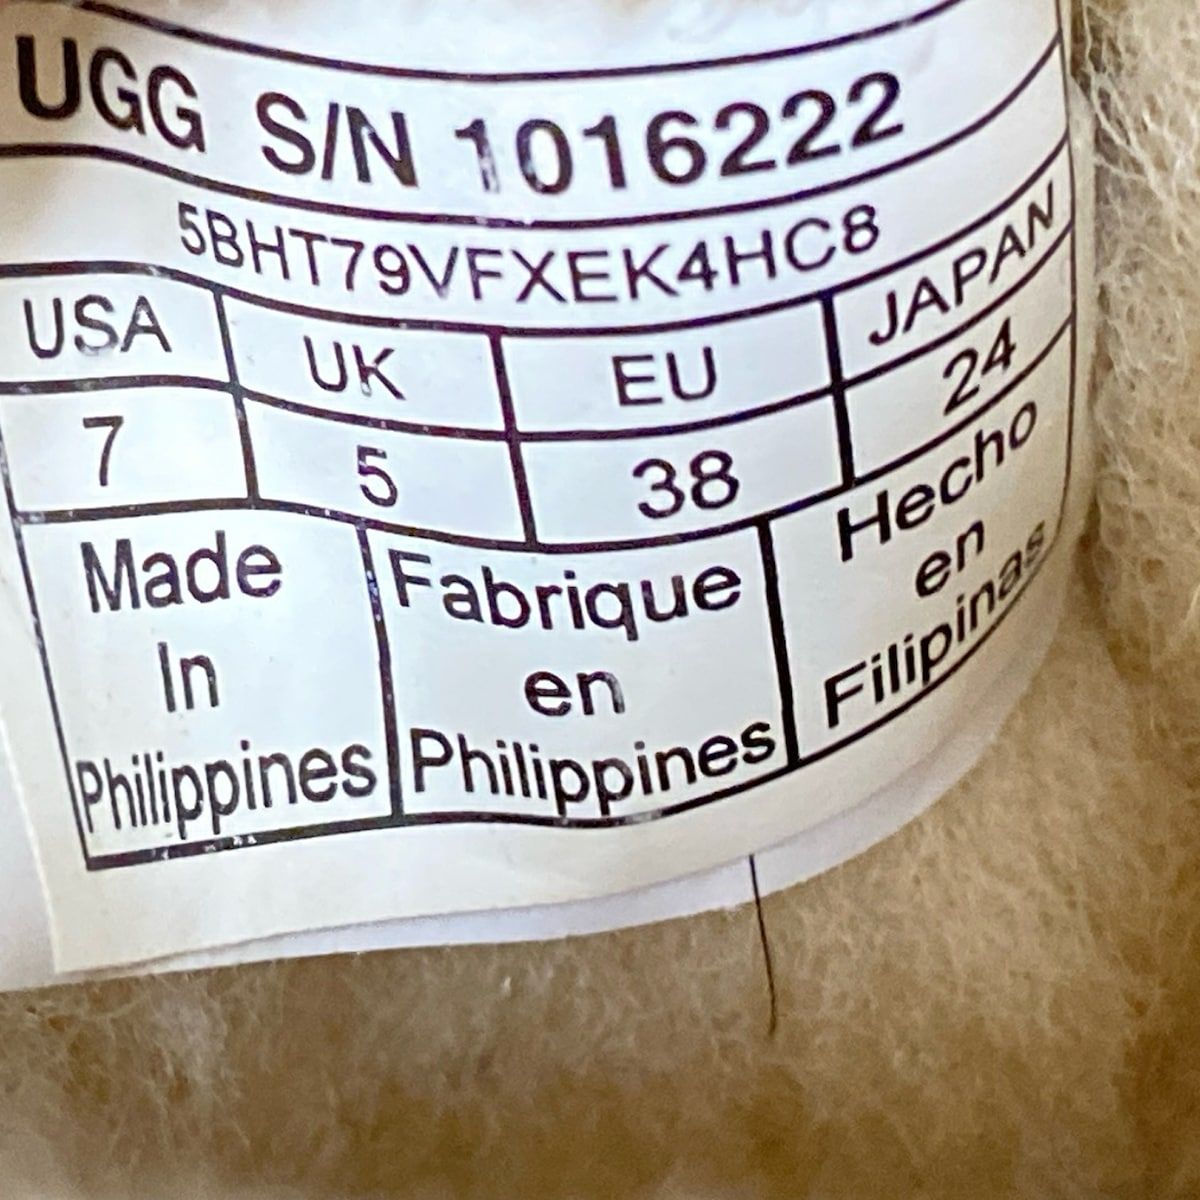 UGG S/N 1016222
5BHT79VFXEK4HC8
USA UK EU JAPAN
7 5 38 24
Made
In
Philippines
Fabrique
en
Philippines
Hecho
en
Filipinas